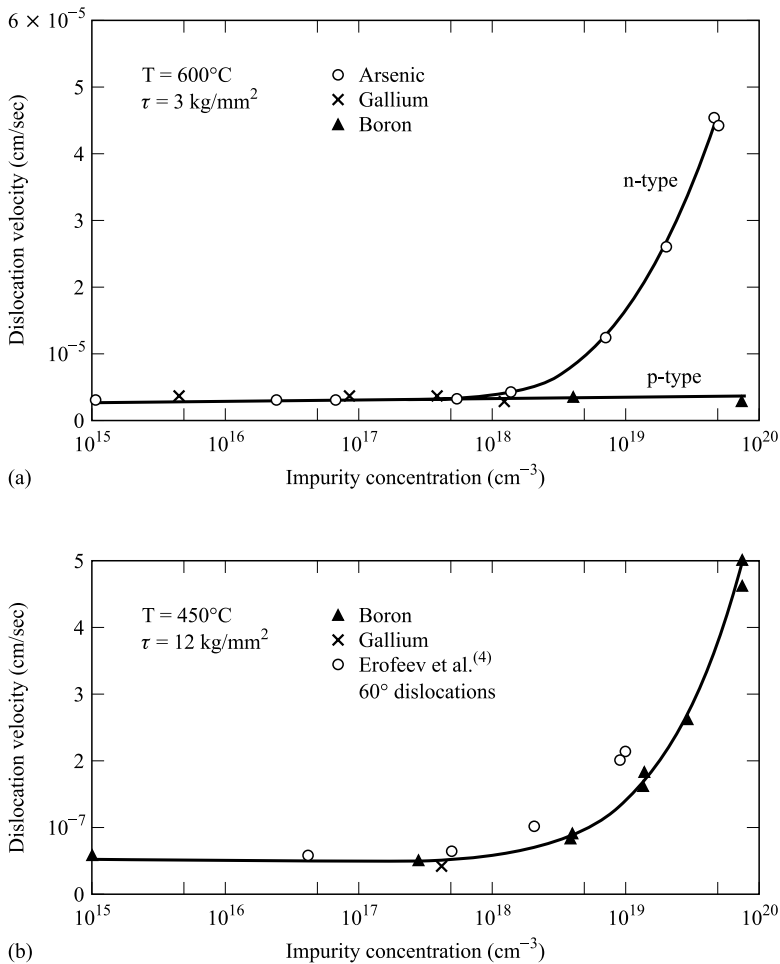 6 × 10⁻⁵
5
4
5
2
10⁻⁵
0
Dislocation velocity (cm/sec)
T = 600°C
τ = 3 kg/mm²
Arsenic
Gallium
Boron
n-type
p-type
10¹⁵ 10¹⁶ 10¹⁷ 10¹⁸ 10¹⁹ 10²⁰
(a)
Impurity concentration (cm⁻³)
5
3
2
10⁻⁷
0
Dislocation velocity (cm/sec)
T = 450°C
τ = 12 kg/mm²
Boron
Gallium
Erofeev et al.⁽⁴⁾
60° dislocations
10¹⁵ 10¹⁶ 10¹⁷ 10¹⁸ 10¹⁹ 10²⁰
(b)
Impurity concentration (cm⁻³)